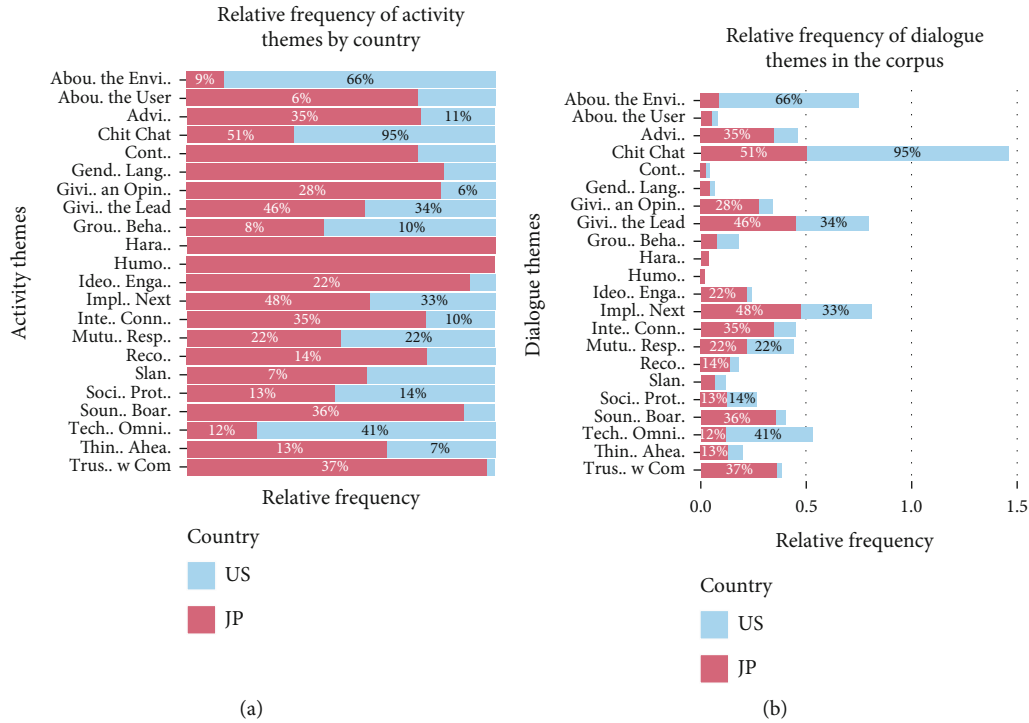 Relative frequency of activity
themes by country
Activity themes
Abou. the Envi.. 9% 66%
Abou. the User 6%
Advi.. 35% 11%
Chit Chat 51% 95%
Cont..
Gend.. Lang..
Givi.. an Opin.. 28% 6%
Givi.. the Lead 46% 34%
Grou.. Beha.. 8% 10%
Hara..
Humo..
Ideo.. Enga.. 22%
Impl.. Next 48% 33%
Inte.. Conn.. 35% 10%
Mutu.. Resp.. 22% 22%
Reco.. 14%
Slan. 7%
Soci.. Prot.. 13% 14%
Soun.. Boar. 36%
Tech.. Omni.. 12% 41%
Thin.. Ahea. 13% 7%
Trus.. w Com 37%
Relative frequency
Country
US
JP
(a)
Relative frequency of dialogue
themes in the corpus
Dialogue themes
Abou. the Envi.. 66%
Abou. the User
Advi.. 35%
Chit Chat 51% 95%
Cont..
Gend.. Lang..
Givi.. an Opin.. 28%
Givi.. the Lead 46% 34%
Grou.. Beha..
Hara..
Humo..
Ideo.. Enga.. 22%
Impl.. Next 48% 33%
Inte.. Conn.. 35%
Mutu.. Resp.. 22% 22%
Reco.. 14%
Slan.
Soci.. Prot.. 13% 14%
Soun.. Boar. 36%
Tech.. Omni.. 12% 41%
Thin.. Ahea. 13%
Trus.. w Com 37%
0.0 0.5 1.0 1.5
Relative frequency
Country
US
JP
(b)